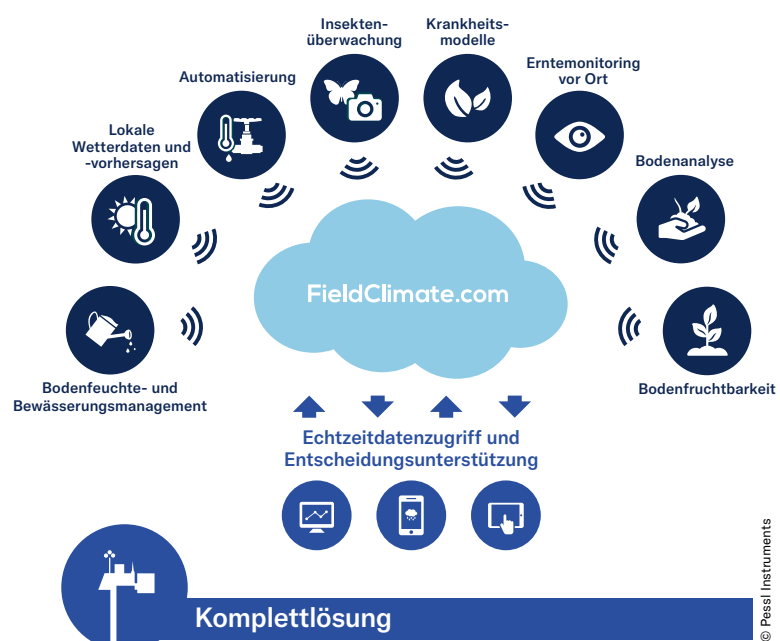 Insekten-
überwachung
Krankheits-
modelle
Automatisierung
Erntemonitoring
vor Ort
Lokale
Wetterdaten und
-vorhersagen
Bodenanalyse
FieldClimate.com
Bodenfeuchte- und
Bewässerungsmanagement
Bodenfruchtbarkeit
Echtzeitdatenzugriff und
Entscheidungsunterstützung
Komplettlösung
© Pessl Instruments